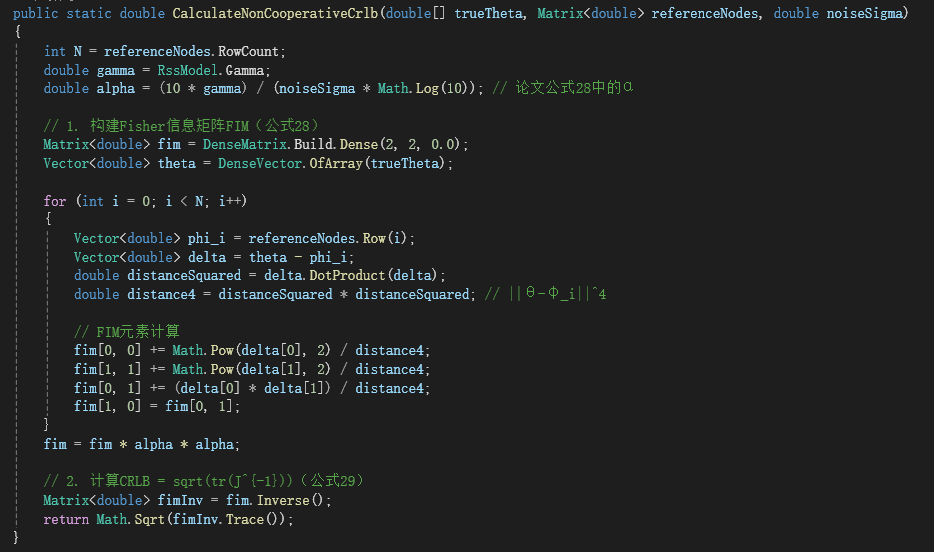 public static double CalculateNonCooperativeCrlb(double[] trueTheta, Matrix<double> referenceNodes, double noiseSigma)
{
int N = referenceNodes.RowCount;
double gamma = RssModel.Gamma;
double alpha = (10 * gamma) / (noiseSigma * Math.Log(10)); // 论文公式28中的α
// 1. 构建Fisher信息矩阵FIM（公式28）
Matrix<double> fim = DenseMatrix.Build.Dense(2, 2, 0.0);
Vector<double> theta = DenseVector.OfArray(trueTheta);
for (int i = 0; i < N; i++)
{
Vector<double> phi_i = referenceNodes.Row(i);
Vector<double> delta = theta - phi_i;
double distanceSquared = delta.DotProduct(delta);
double distance4 = distanceSquared * distanceSquared; // ||θ-Φ_i||^4
// FIM元素计算
fim[0, 0] += Math.Pow(delta[0], 2) / distance4;
fim[1, 1] += Math.Pow(delta[1], 2) / distance4;
fim[0, 1] += (delta[0] * delta[1]) / distance4;
fim[1, 0] = fim[0, 1];
}
fim = fim * alpha * alpha;
// 2. 计算CRLB = sqrt(tr(J^{-1}))（公式29）
Matrix<double> fimInv = fim.Inverse();
return Math.Sqrt(fimInv.Trace());
}